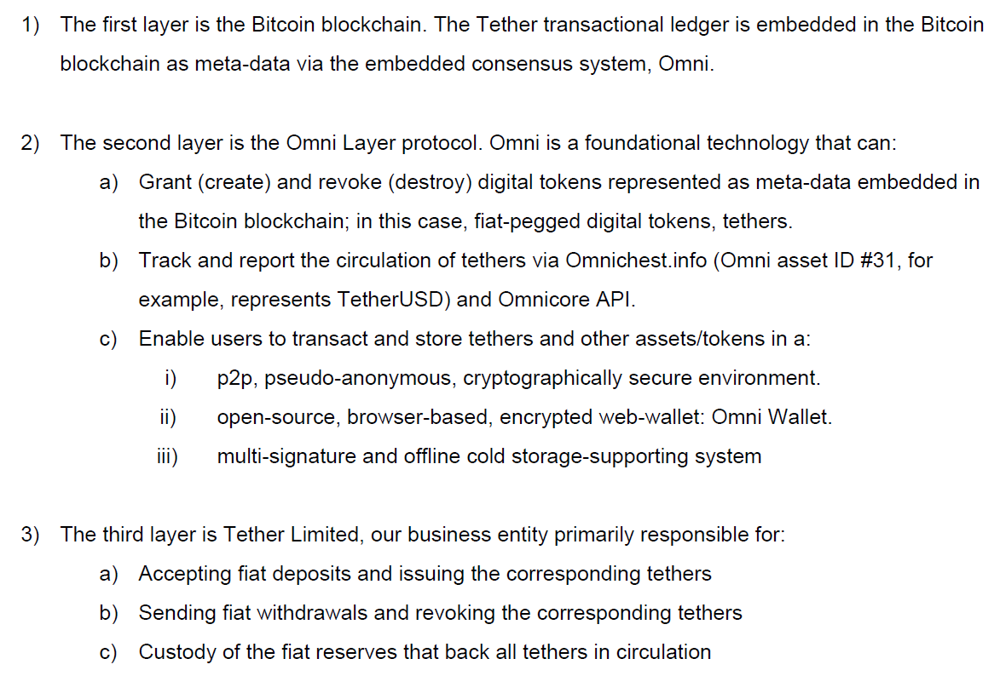 1) The first layer is the Bitcoin blockchain. The Tether transactional ledger is embedded in the Bitcoin
blockchain as meta-data via the embedded consensus system, Omni.
2) The second layer is the Omni Layer protocol. Omni is a foundational technology that can:
a) Grant (create) and revoke (destroy) digital tokens represented as meta-data embedded in
the Bitcoin blockchain; in this case, fiat-pegged digital tokens, tethers.
b) Track and report the circulation of tethers via Omnichest.info (Omni asset ID #31, for
example, represents TetherUSD) and Omnicore API.
c) Enable users to transact and store tethers and other assets/tokens in a:
i) p2p, pseudo-anonymous, cryptographically secure environment.
ii) open-source, browser-based, encrypted web-wallet: Omni Wallet.
iii) multi-signature and offline cold storage-supporting system
3) The third layer is Tether Limited, our business entity primarily responsible for:
a) Accepting fiat deposits and issuing the corresponding tethers
b) Sending fiat withdrawals and revoking the corresponding tethers
c) Custody of the fiat reserves that back all tethers in circulation